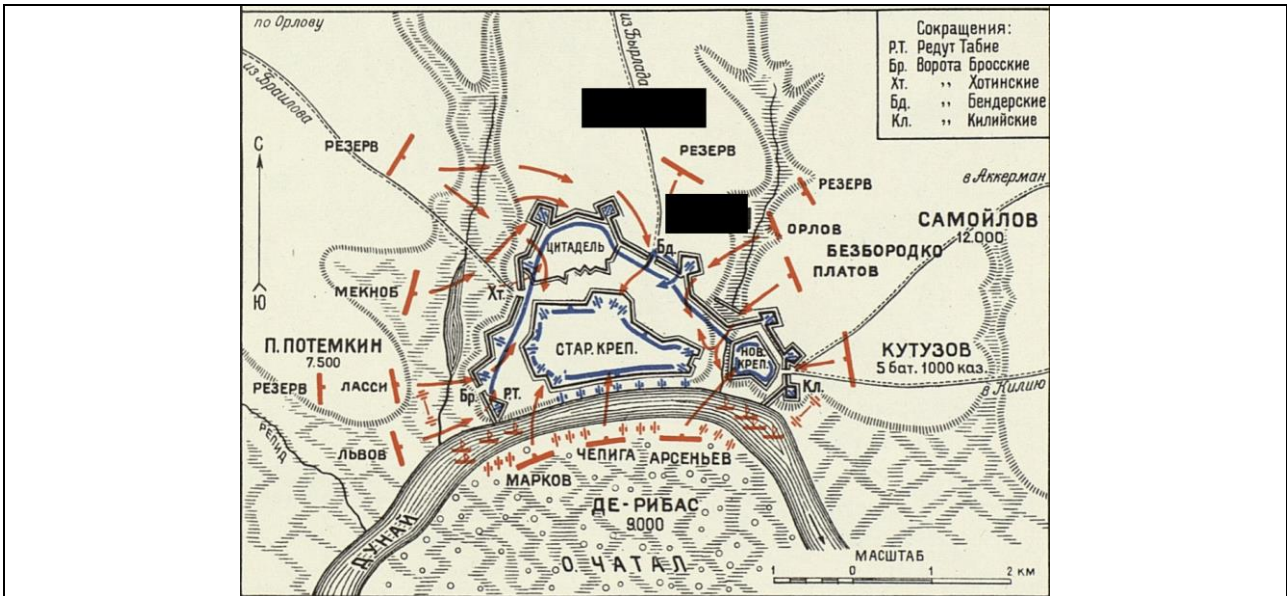 по Орлову
из Браилова
из Бырлада
Сокращения:
Р.Т. Редут Табие
Бр. Ворота Бросские
Хт. ,, Хотинские
Бд. ,, Бендерские
Кл. ,, Килийские
С
Ю
РЕЗЕРВ
РЕЗЕРВ
РЕЗЕРВ
в Аккерман
САМОЙЛОВ
12.000
ОРЛОВ
БЕЗБОРОДКО
ПЛАТОВ
ЦИТАДЕЛЬ
Бд.
Хт.
МЕКНОБ
П. ПОТЕМКИН
7.500
РЕЗЕРВ
ЛАССИ
СТАР. КРЕП.
НОВ.
КРЕП.
КУТУЗОВ
5 бат. 1000 каз.
в Килию
Бр.
Р.Т.
Кл.
РЕПИД
ЛЬВОВ
МАРКОВ
ЧЕПИГА
АРСЕНЬЕВ
ДЕ-РИБАС
9.000
ДУНАЙ
О. ЧАТАЛ
МАСШТАБ
1 0 1 2 км